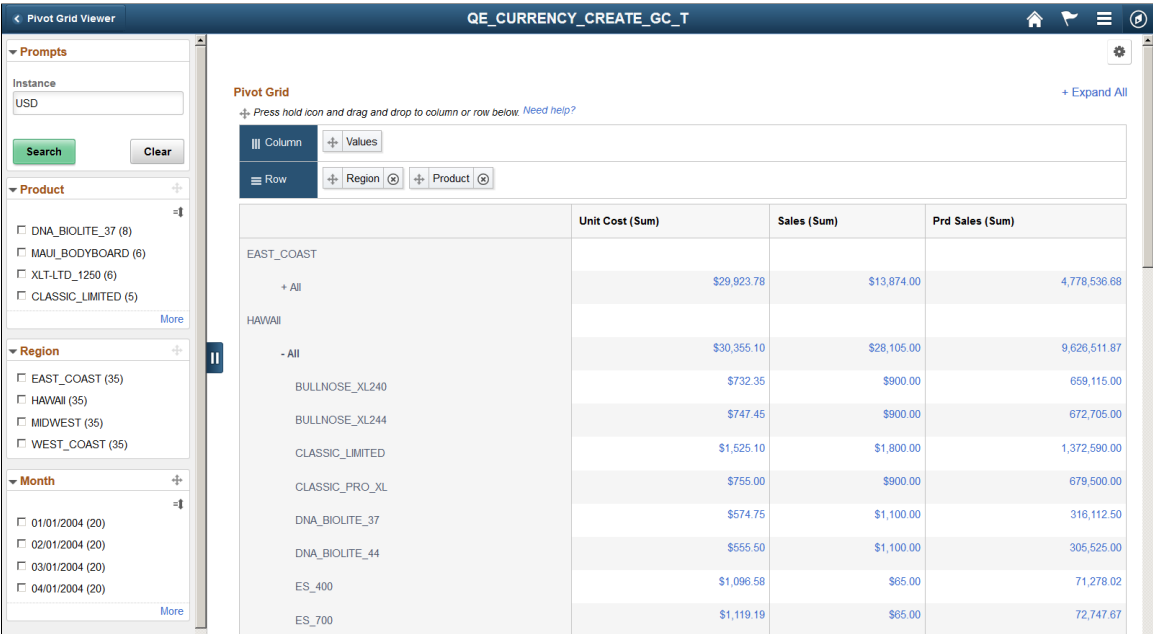 Pivot Grid Viewer
QE_CURRENCY_CREATE_GC_T
Prompts
Instance
USD
Search Clear
Product
DNA_BIOLITE_37 (8)
MAUI_BODYBOARD (6)
XLT-LTD_1250 (6)
CLASSIC_LIMITED (5)
More
Region
EAST_COAST (35)
HAWAII (35)
MIDWEST (35)
WEST_COAST (35)
Month
01/01/2004 (20)
02/01/2004 (20)
03/01/2004 (20)
04/01/2004 (20)
More
Pivot Grid
+ Expand All
Press hold icon and drag and drop to column or row below. Need help?
Column Values
Row Region Product
Unit Cost (Sum) Sales (Sum) Prd Sales (Sum)
EAST_COAST
+ All $29,923.78 $13,874.00 4,778,536.68
HAWAII
- All $30,355.10 $28,105.00 9,626,511.87
BULLNOSE_XL240 $732.35 $900.00 659,115.00
BULLNOSE_XL244 $747.45 $900.00 672,705.00
CLASSIC_LIMITED $1,525.10 $1,800.00 1,372,590.00
CLASSIC_PRO_XL $755.00 $900.00 679,500.00
DNA_BIOLITE_37 $574.75 $1,100.00 316,112.50
DNA_BIOLITE_44 $555.50 $1,100.00 305,525.00
ES_400 $1,096.58 $65.00 71,278.02
ES_700 $1,119.19 $65.00 72,747.67